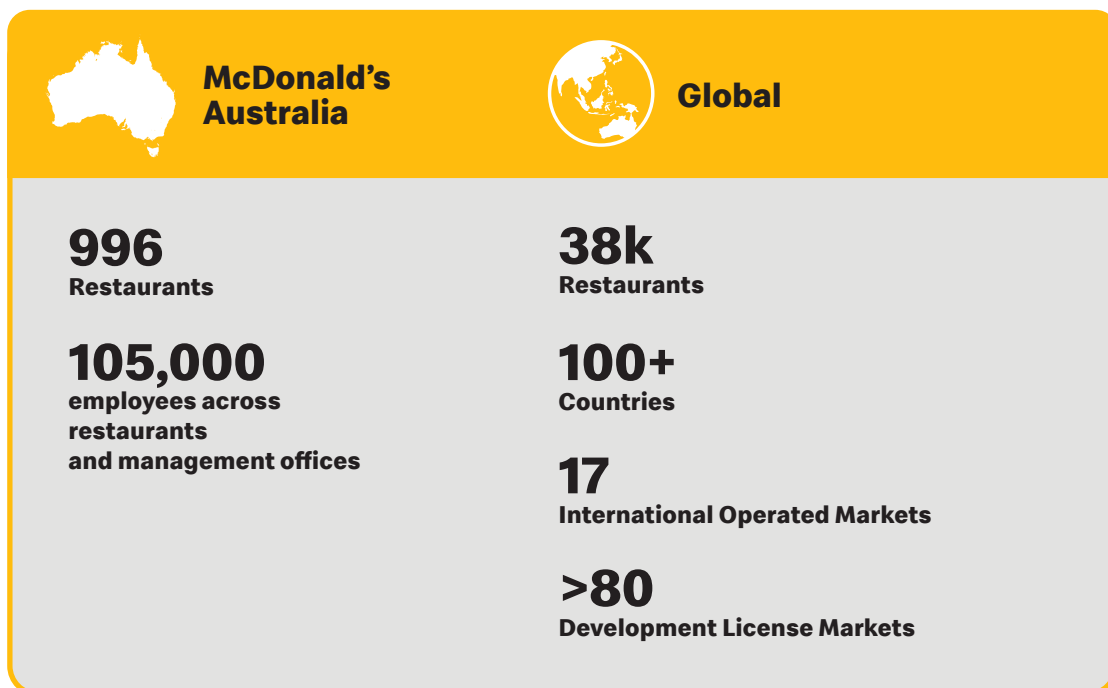 McDonald’s
Australia
996
Restaurants
105,000
employees across
restaurants
and management offices
Global
38k
Restaurants
100+
Countries
17
International Operated Markets
>80
Development License Markets